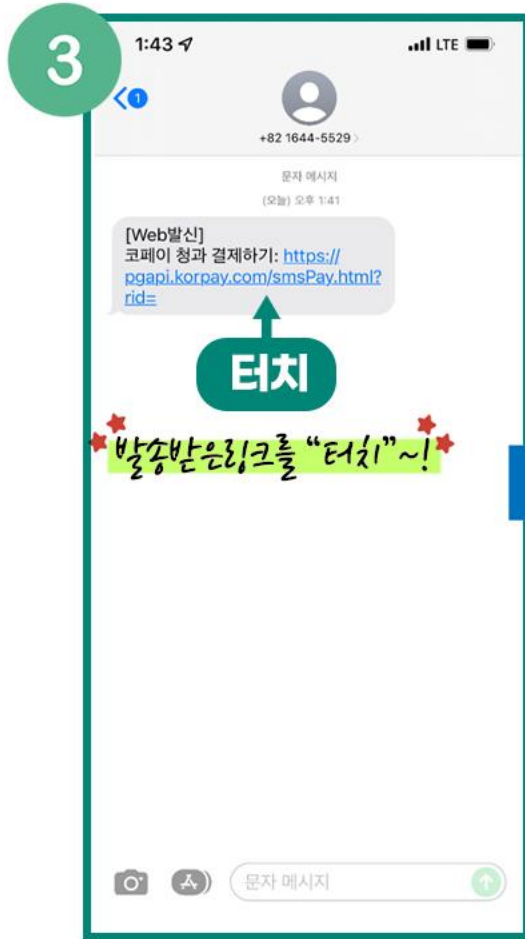 3
1:43
LTE
1
+82 1644-5529
문자 메시지
(오늘) 오후 1:41
[Web발신]
코페이 청과 결제하기: https://
pgapi.korpay.com/smsPay.html?
rid=
터치
발송받은링크를 “터치”~!
문자 메시지